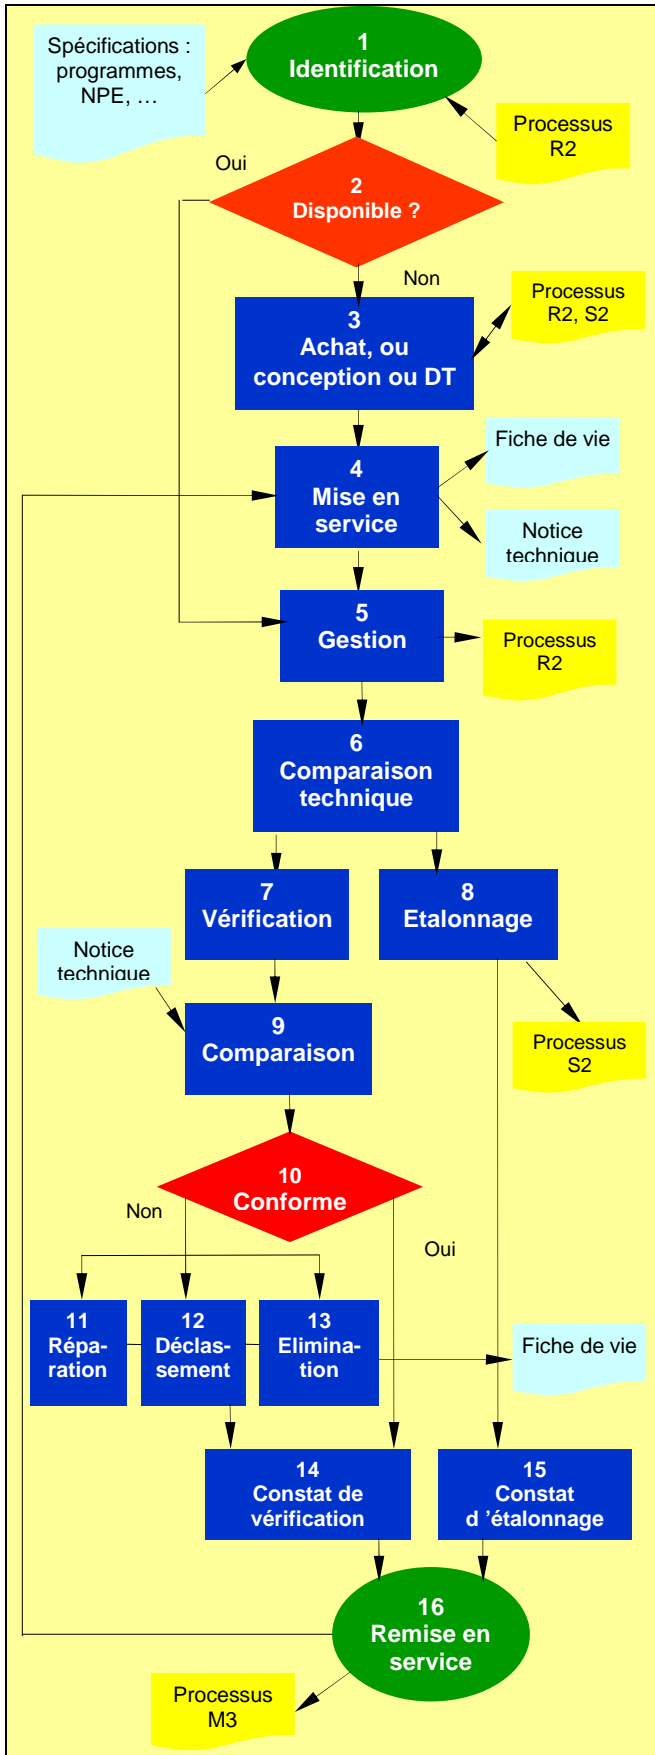 Spécifications :
programmes,
NPE, …
1
Identification
Processus
R2
Oui
2
Disponible ?
Non
3
Achat, ou
conception ou DT
Processus
R2, S2
4
Mise en
service
Fiche de vie
Notice
technique
5
Gestion
Processus
R2
6
Comparaison
technique
7
Vérification
8
Etalonnage
Notice
technique
9
Comparaison
Processus
S2
10
Conforme
Non
Oui
11
Répa-
ration
12
Déclas-
sement
13
Elimina-
tion
Fiche de vie
14
Constat de
vérification
15
Constat
d ’étalonnage
16
Remise en
service
Processus
M3